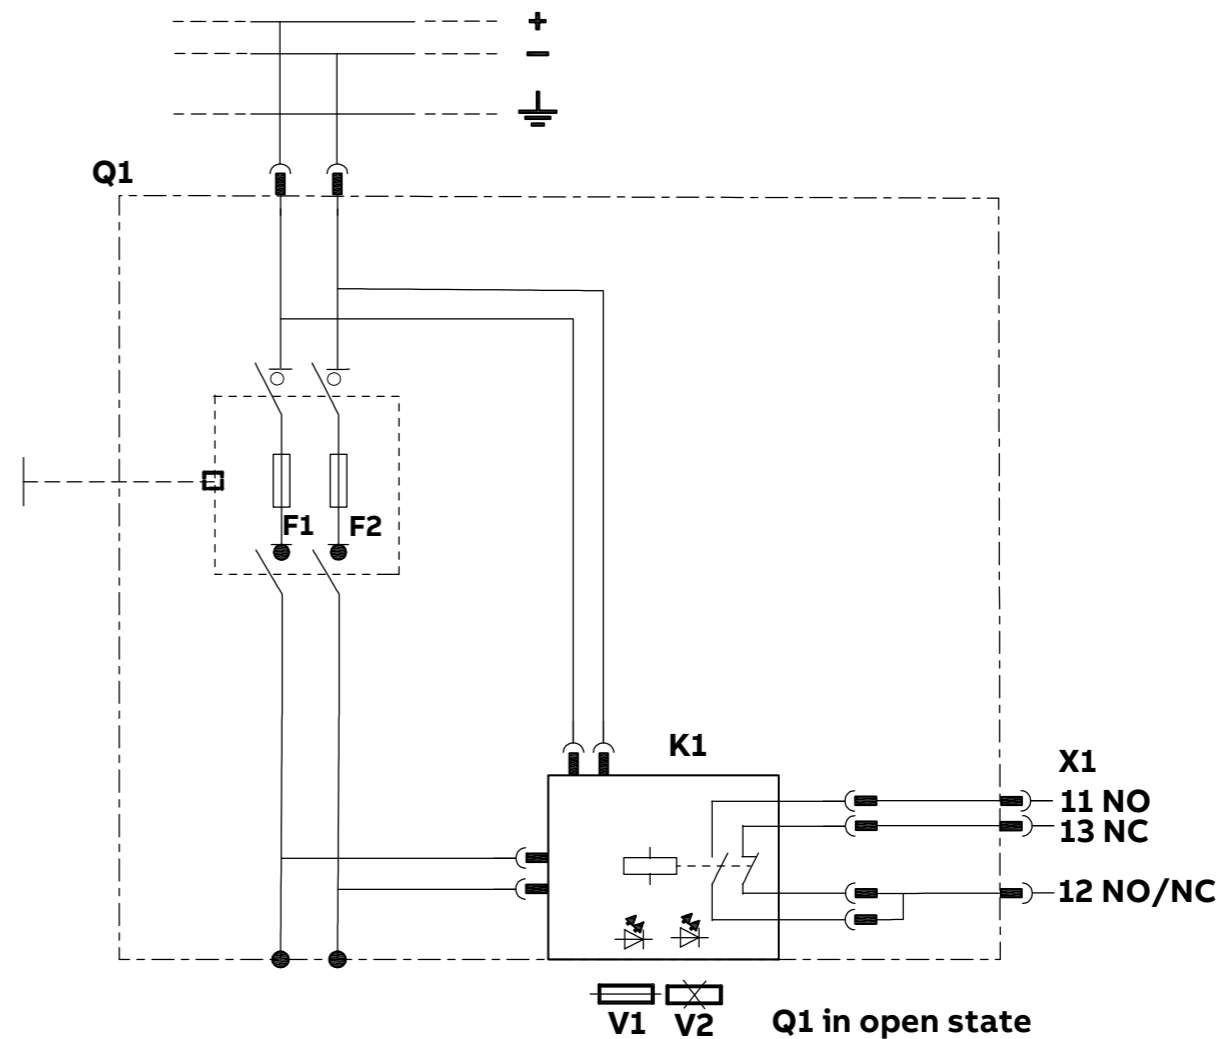 +
−
Q1
F1 F2
K1
X1
11 NO
13 NC
12 NO/NC
V1 V2
Q1 in open state